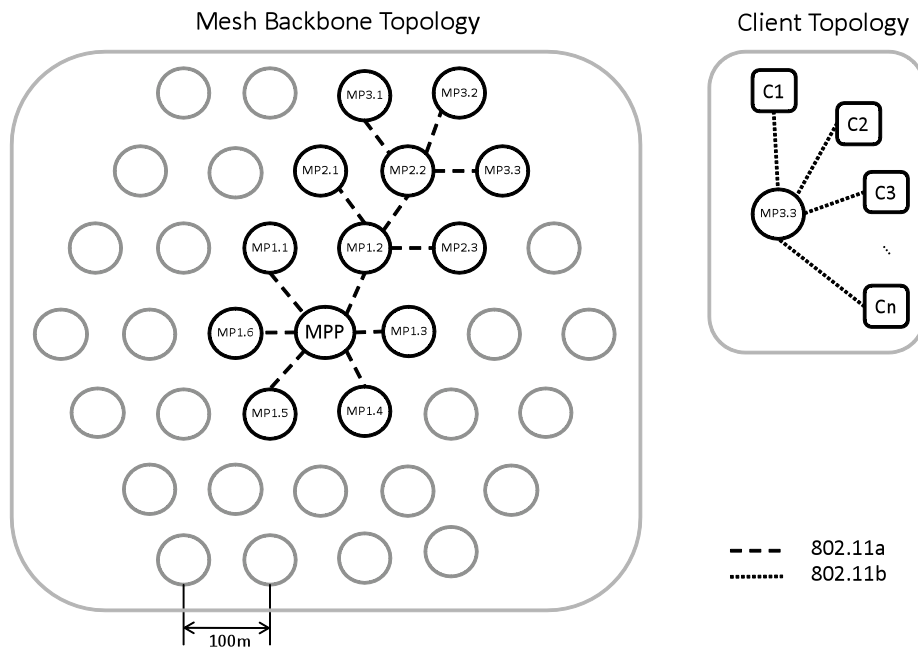 Mesh Backbone Topology
Client Topology
MP3.1
MP3.2
MP2.1
MP2.2
MP3.3
MP1.1
MP1.2
MP2.3
MP1.6
MPP
MP1.3
MP1.5
MP1.4
100m
C1
C2
C3
MP3.3
Cn
802.11a
802.11b